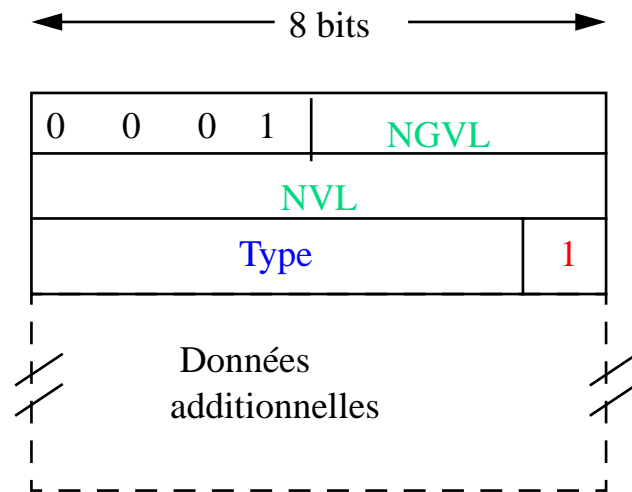 8 bits
0 0 0 1 NGVL
NVL
Type 1
Données
additionnelles